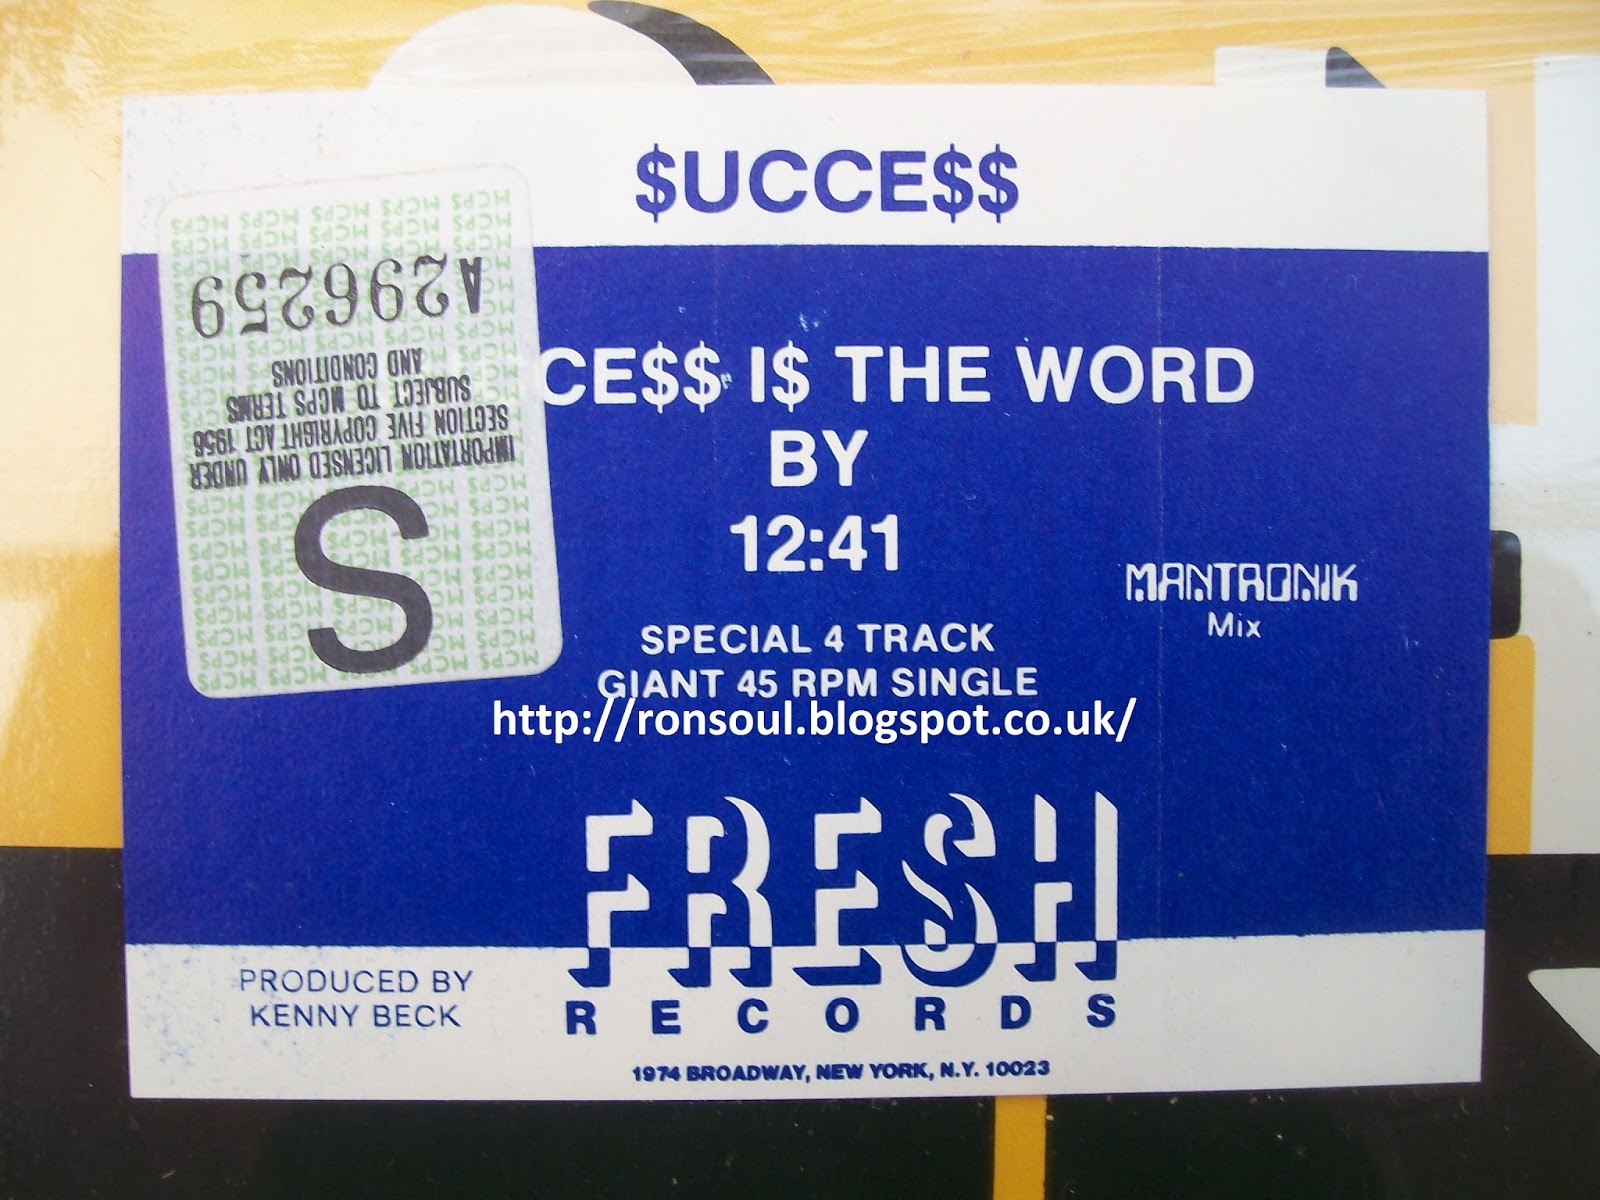 $UCCE$$
CE$$ I$ THE WORD
BY
12:41
MANTRONIK
Mix
SPECIAL 4 TRACK
GIANT 45 RPM SINGLE
http://ronsoul.blogspot.co.uk/
FRESH
RECORDS
PRODUCED BY
KENNY BECK
1974 BROADWAY, NEW YORK, N.Y. 10023
S
IMPORTATION LICENSED ONLY UNDER
SECTION FIVE COPYRIGHT ACT 1956
SUBJECT TO MCPS TERMS
AND CONDITIONS
A296259
MCPS MCPS MCPS MCPS MCPS